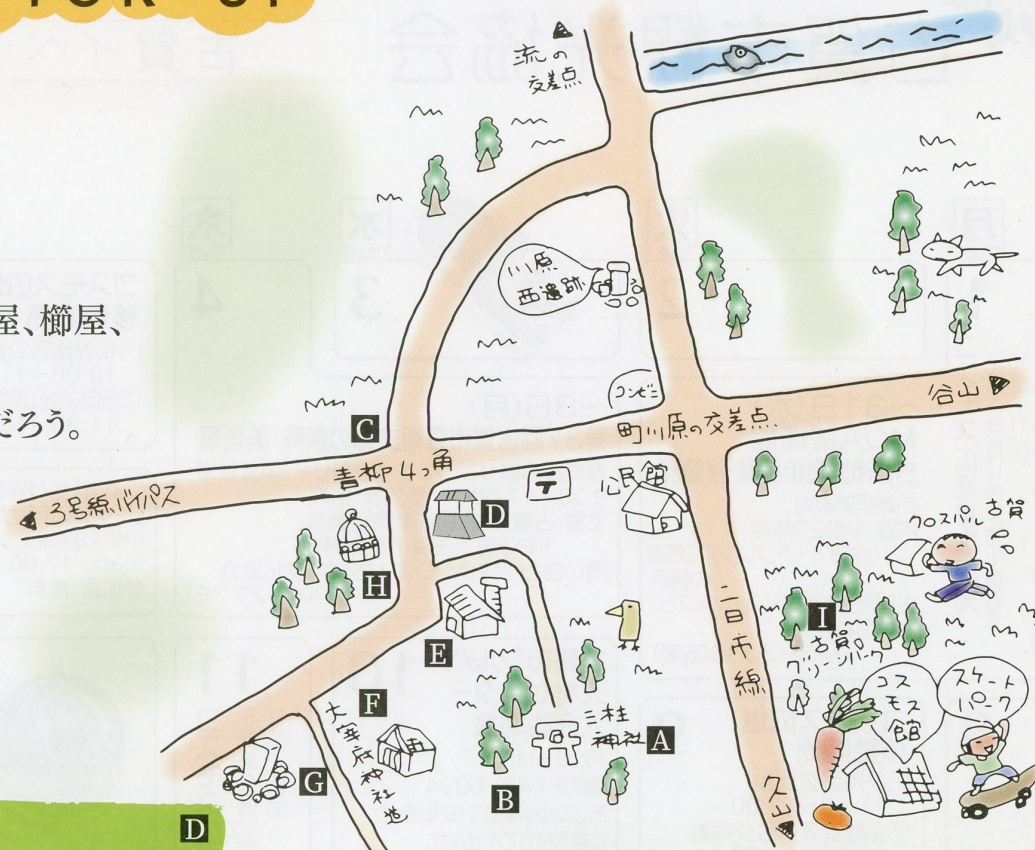 流の
交差点
屋、櫛屋、
だろう。
川原
西遺跡
コンビニ
谷山
町川原の交差点
C
青柳4つ角
3号線バイパス
〒
公民館
D
H
E
クロスパル古賀
I
古賀
グリーンパーク
二日市線
コス
モス
館
スケート
パーク
F
太宰府神社道
三柱
神社
A
G
B
久山
D